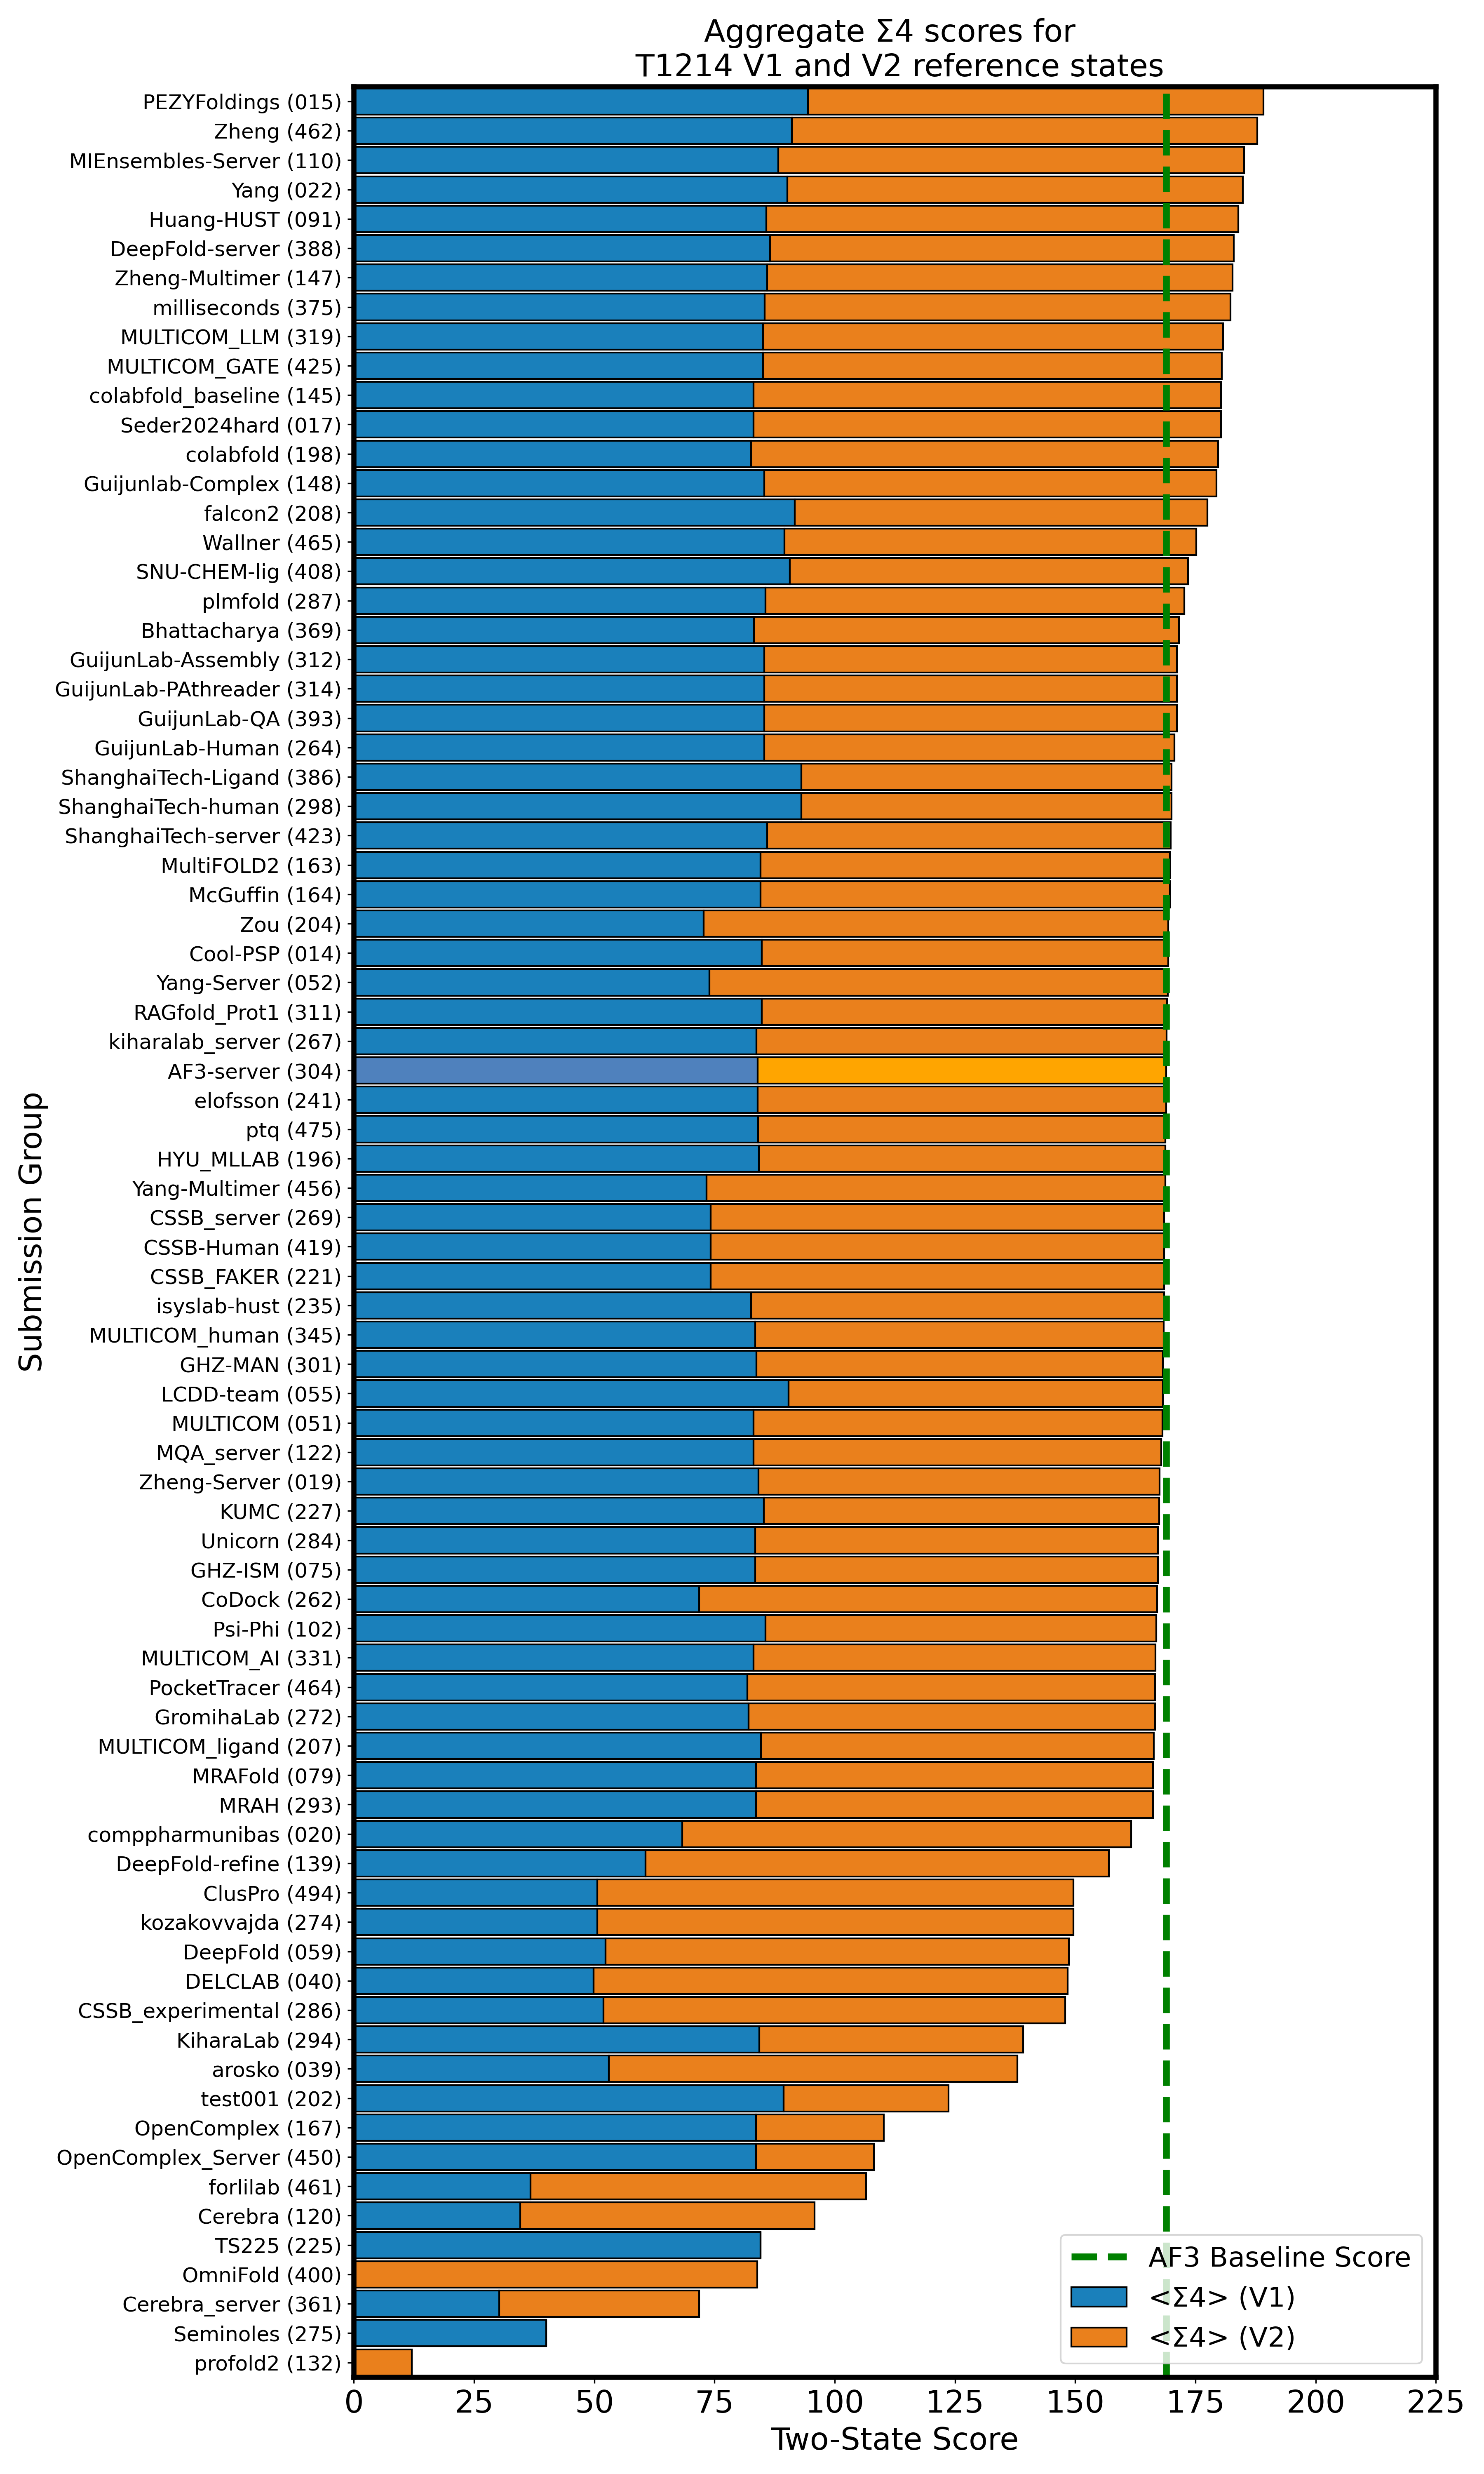 Aggregate Σ4 scores for
T1214 V1 and V2 reference states
PEZYFoldings (015)
Zheng (462)
MIEnsembles-Server (110)
Yang (022)
Huang-HUST (091)
DeepFold-server (388)
Zheng-Multimer (147)
milliseconds (375)
MULTICOM_LLM (319)
MULTICOM_GATE (425)
colabfold_baseline (145)
Seder2024hard (017)
colabfold (198)
Guijunlab-Complex (148)
falcon2 (208)
Wallner (465)
SNU-CHEM-lig (408)
plmfold (287)
Bhattacharya (369)
GuijunLab-Assembly (312)
GuijunLab-PAthreader (314)
GuijunLab-QA (393)
GuijunLab-Human (264)
ShanghaiTech-Ligand (386)
ShanghaiTech-human (298)
ShanghaiTech-server (423)
MultiFOLD2 (163)
McGuffin (164)
Zou (204)
Cool-PSP (014)
Yang-Server (052)
RAGfold_Prot1 (311)
kiharalab_server (267)
AF3-server (304)
elofsson (241)
ptq (475)
HYU_MLLAB (196)
Yang-Multimer (456)
CSSB_server (269)
CSSB-Human (419)
CSSB_FAKER (221)
isyslab-hust (235)
MULTICOM_human (345)
GHZ-MAN (301)
LCDD-team (055)
MULTICOM (051)
MQA_server (122)
Zheng-Server (019)
KUMC (227)
Unicorn (284)
GHZ-ISM (075)
CoDock (262)
Psi-Phi (102)
MULTICOM_AI (331)
PocketTracer (464)
GromihaLab (272)
MULTICOM_ligand (207)
MRAFold (079)
MRAH (293)
comppharmunibas (020)
DeepFold-refine (139)
ClusPro (494)
kozakovvajda (274)
DeepFold (059)
DELCLAB (040)
CSSB_experimental (286)
KiharaLab (294)
arosko (039)
test001 (202)
OpenComplex (167)
OpenComplex_Server (450)
forlilab (461)
Cerebra (120)
TS225 (225)
OmniFold (400)
Cerebra_server (361)
Seminoles (275)
profold2 (132)
Submission Group
AF3 Baseline Score
<Σ4> (V1)
<Σ4> (V2)
0 25 50 75 100 125 150 175 200 225
Two-State Score